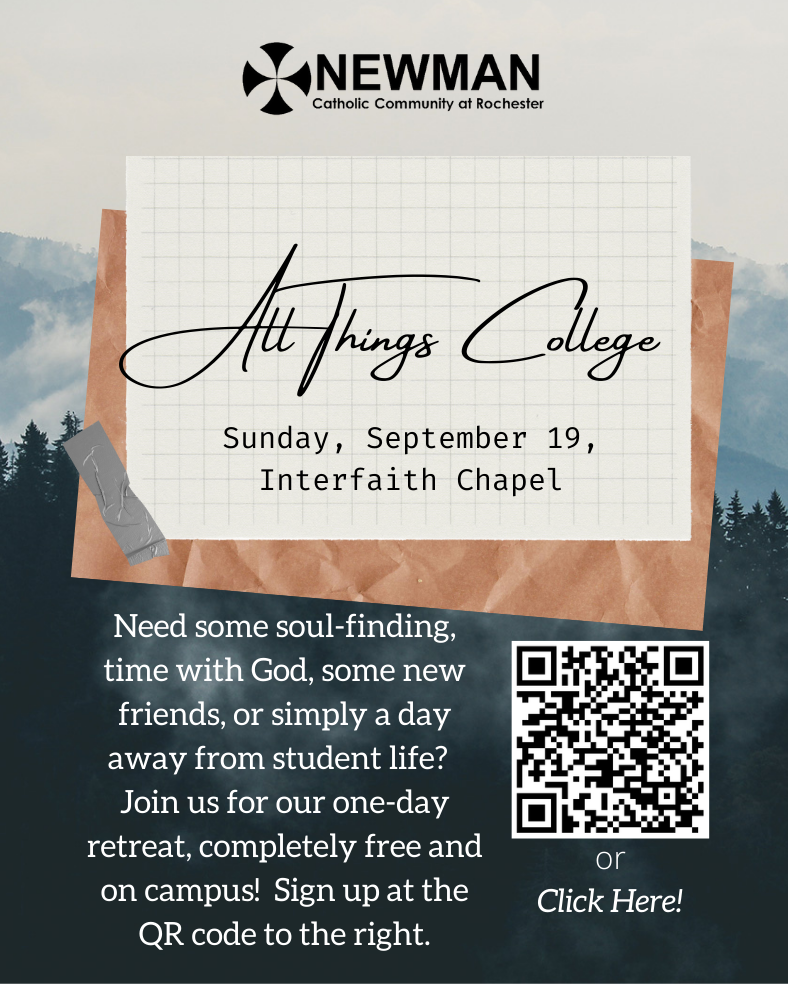 NEWMAN
Catholic Community at Rochester
All Things College
Sunday, September 19,
Interfaith Chapel
Need some soul-finding,
time with God, some new
friends, or simply a day
away from student life?
Join us for our one-day
retreat, completely free and
on campus! Sign up at the
QR code to the right.
or
Click Here!